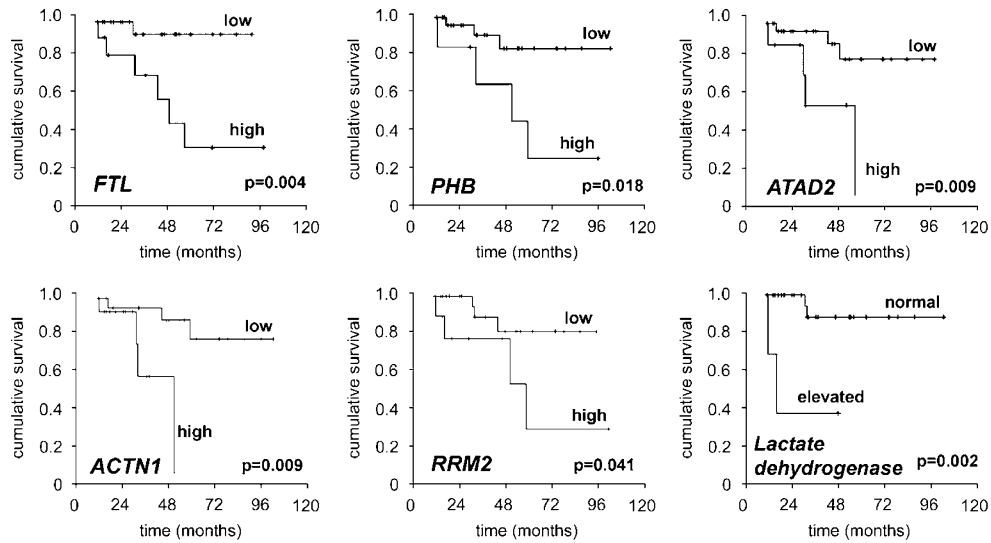 cumulative survival
1.0
0.8
0.6
0.4
0.2
0
low
high
FTL
p=0.004
0 24 48 72 96 120
time (months)
cumulative survival
1.0
0.8
0.6
0.4
0.2
0
low
high
PHB
p=0.018
0 24 48 72 96 120
time (months)
cumulative survival
1.0
0.8
0.6
0.4
0.2
0
low
high
ATAD2
p=0.009
0 24 48 72 96 120
time (months)
cumulative survival
1.0
0.8
0.6
0.4
0.2
0
low
high
ACTN1
p=0.009
0 24 48 72 96 120
time (months)
cumulative survival
1.0
0.8
0.6
0.4
0.2
0
low
high
RRM2
p=0.041
0 24 48 72 96 120
time (months)
cumulative survival
1.0
0.8
0.6
0.4
0.2
0
normal
elevated
Lactate
dehydrogenase
p=0.002
0 24 48 72 96 120
time (months)